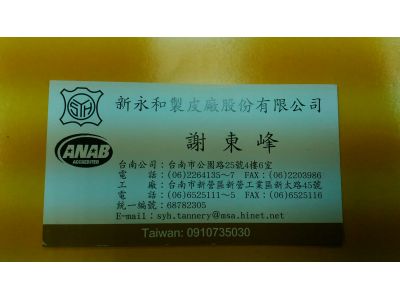 SYH
新永和製皮廠股份有限公司
謝東峰
ANAB
ACCREDITED
台南公司：台南市公園路25號4樓6室
電　話：(06)2264135～7 FAX：(06)2203986
工　廠：台南市新營區新營工業區新太路45號
電　話：(06)6525111～5 FAX：(06)6525116
統一編號：68782305
E-mail：syh.tannery@msa.hinet.net
Taiwan: 0910735030